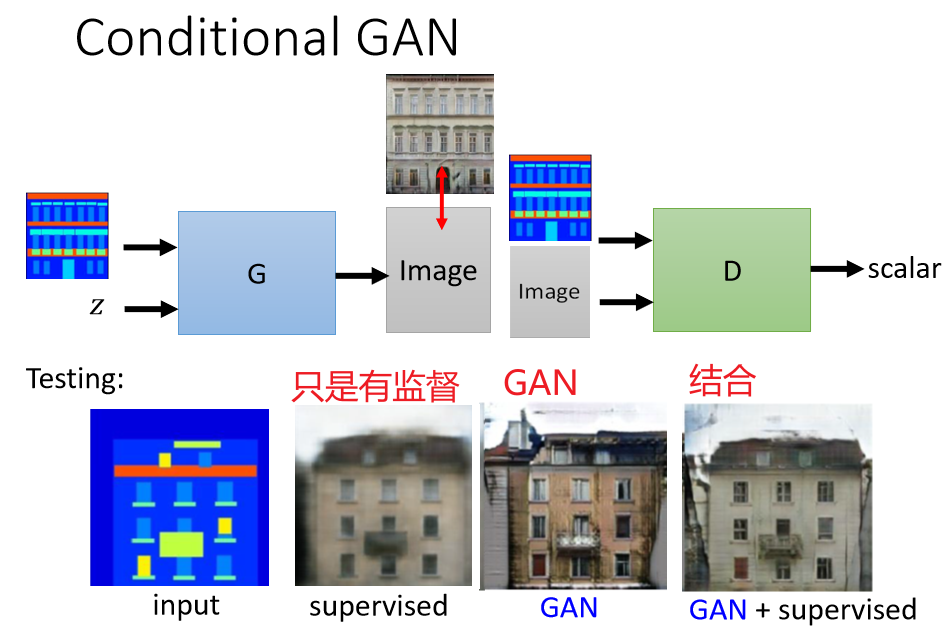 Conditional GAN
G
Image
Image
D
scalar
z
Testing:
只是有监督
GAN
结合
input
supervised
GAN
GAN + supervised